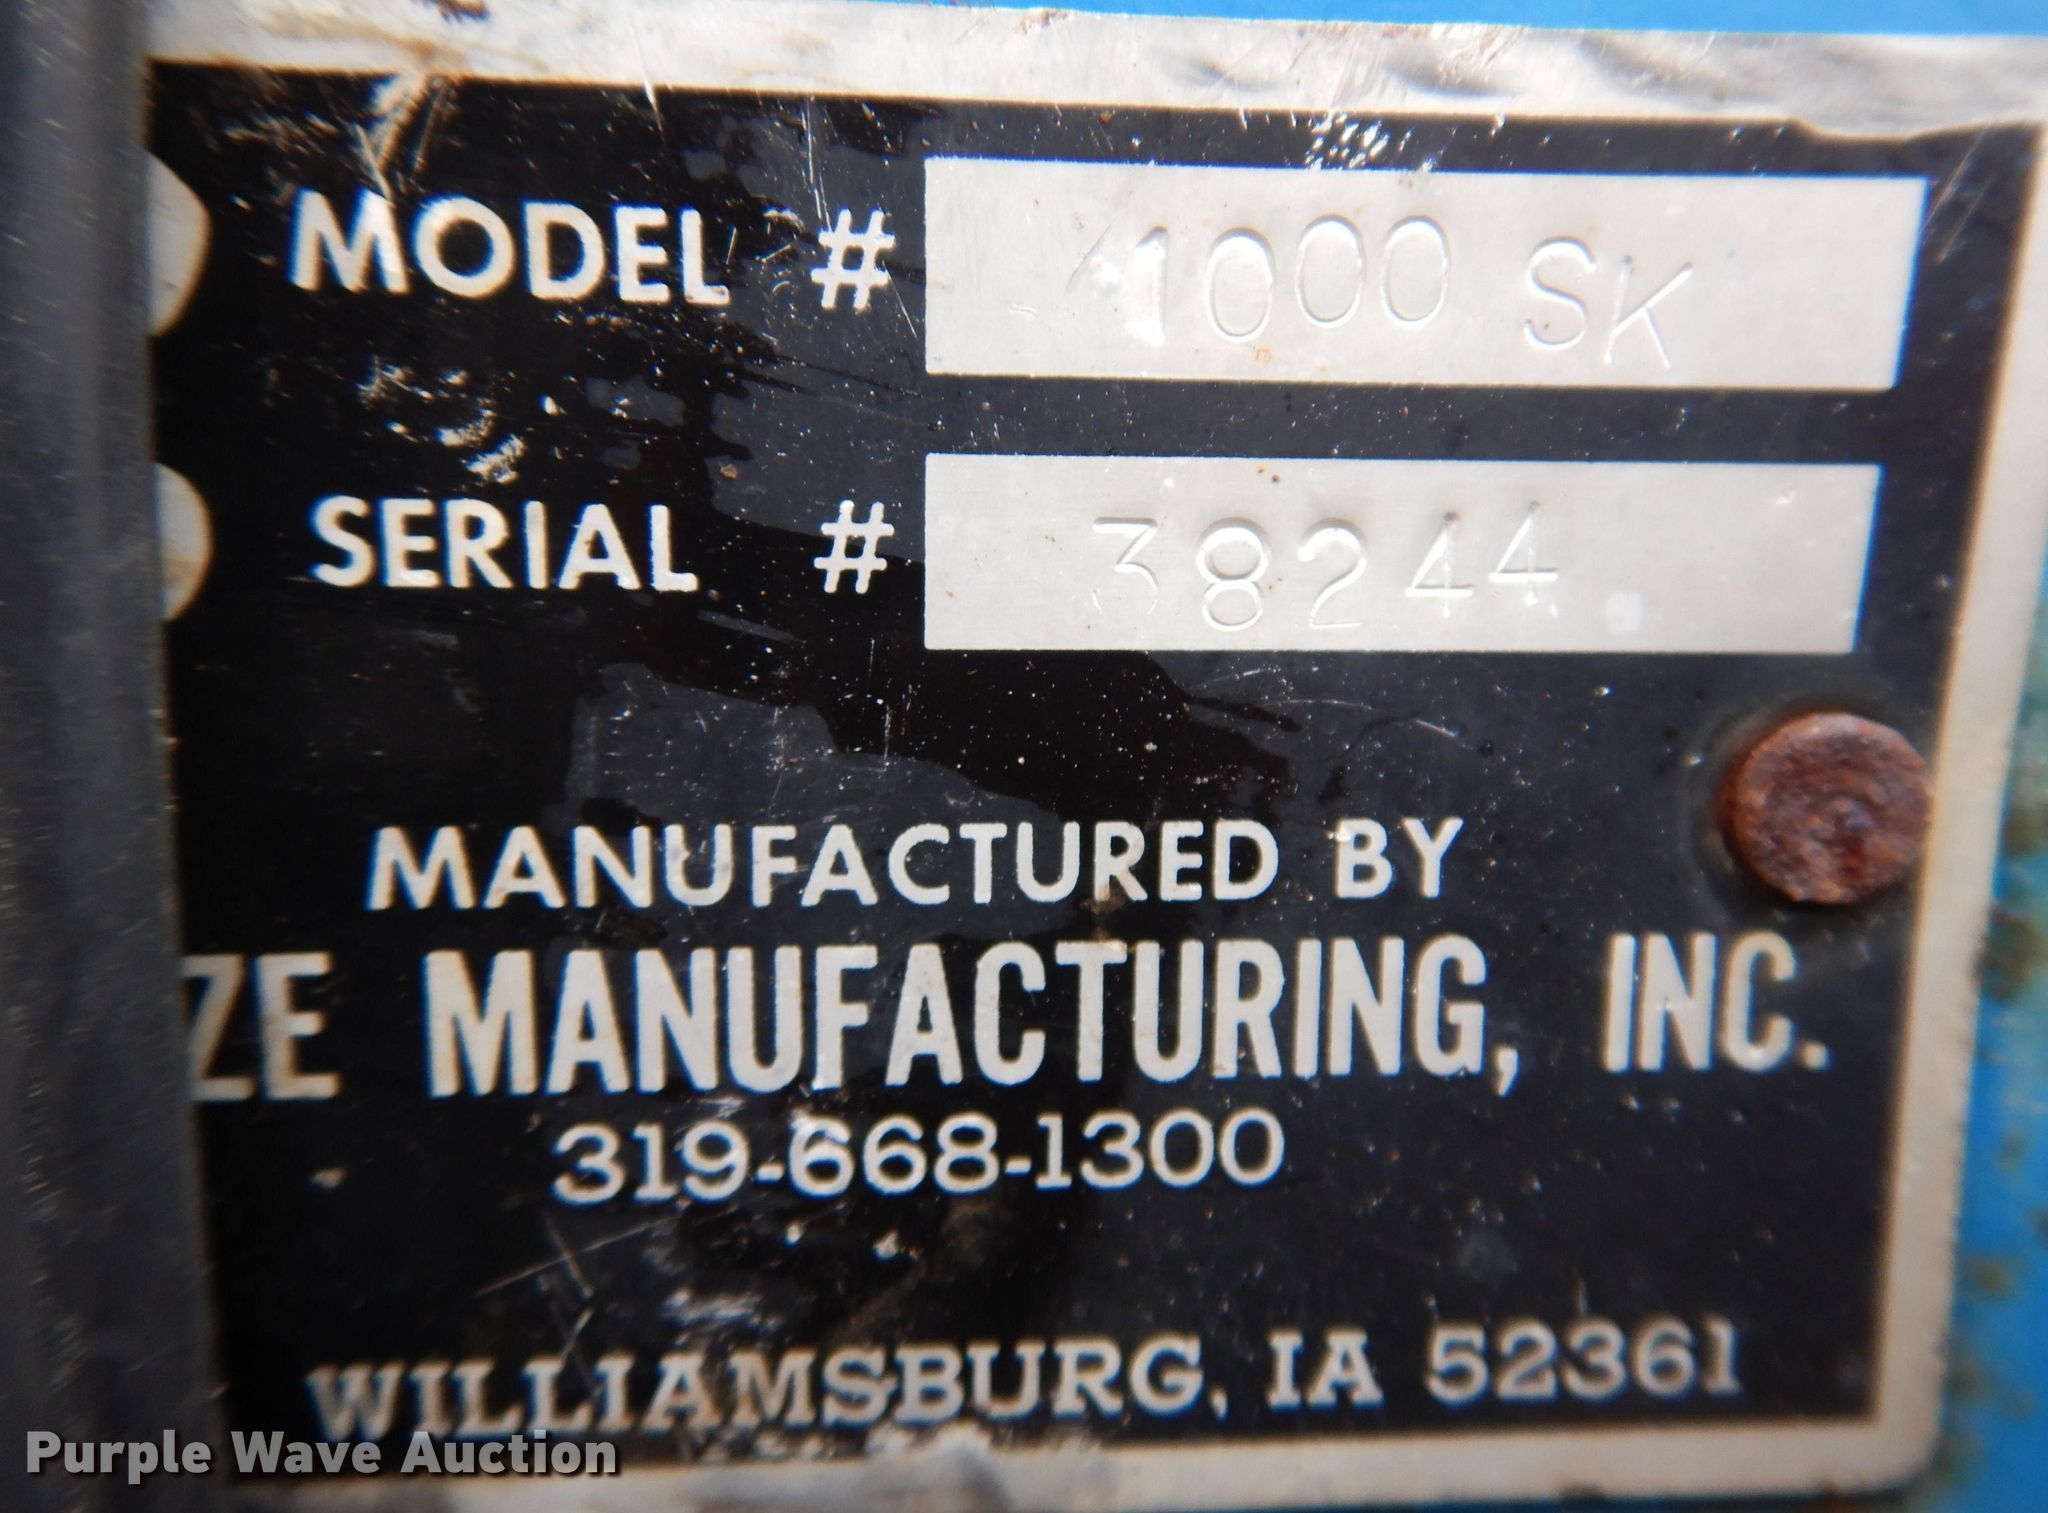 MODEL # 1000 SK
SERIAL # 38244
MANUFACTURED BY
ZE MANUFACTURING, INC.
319-668-1300
WILLIAMSBURG, IA 52361
Purple Wave Auction